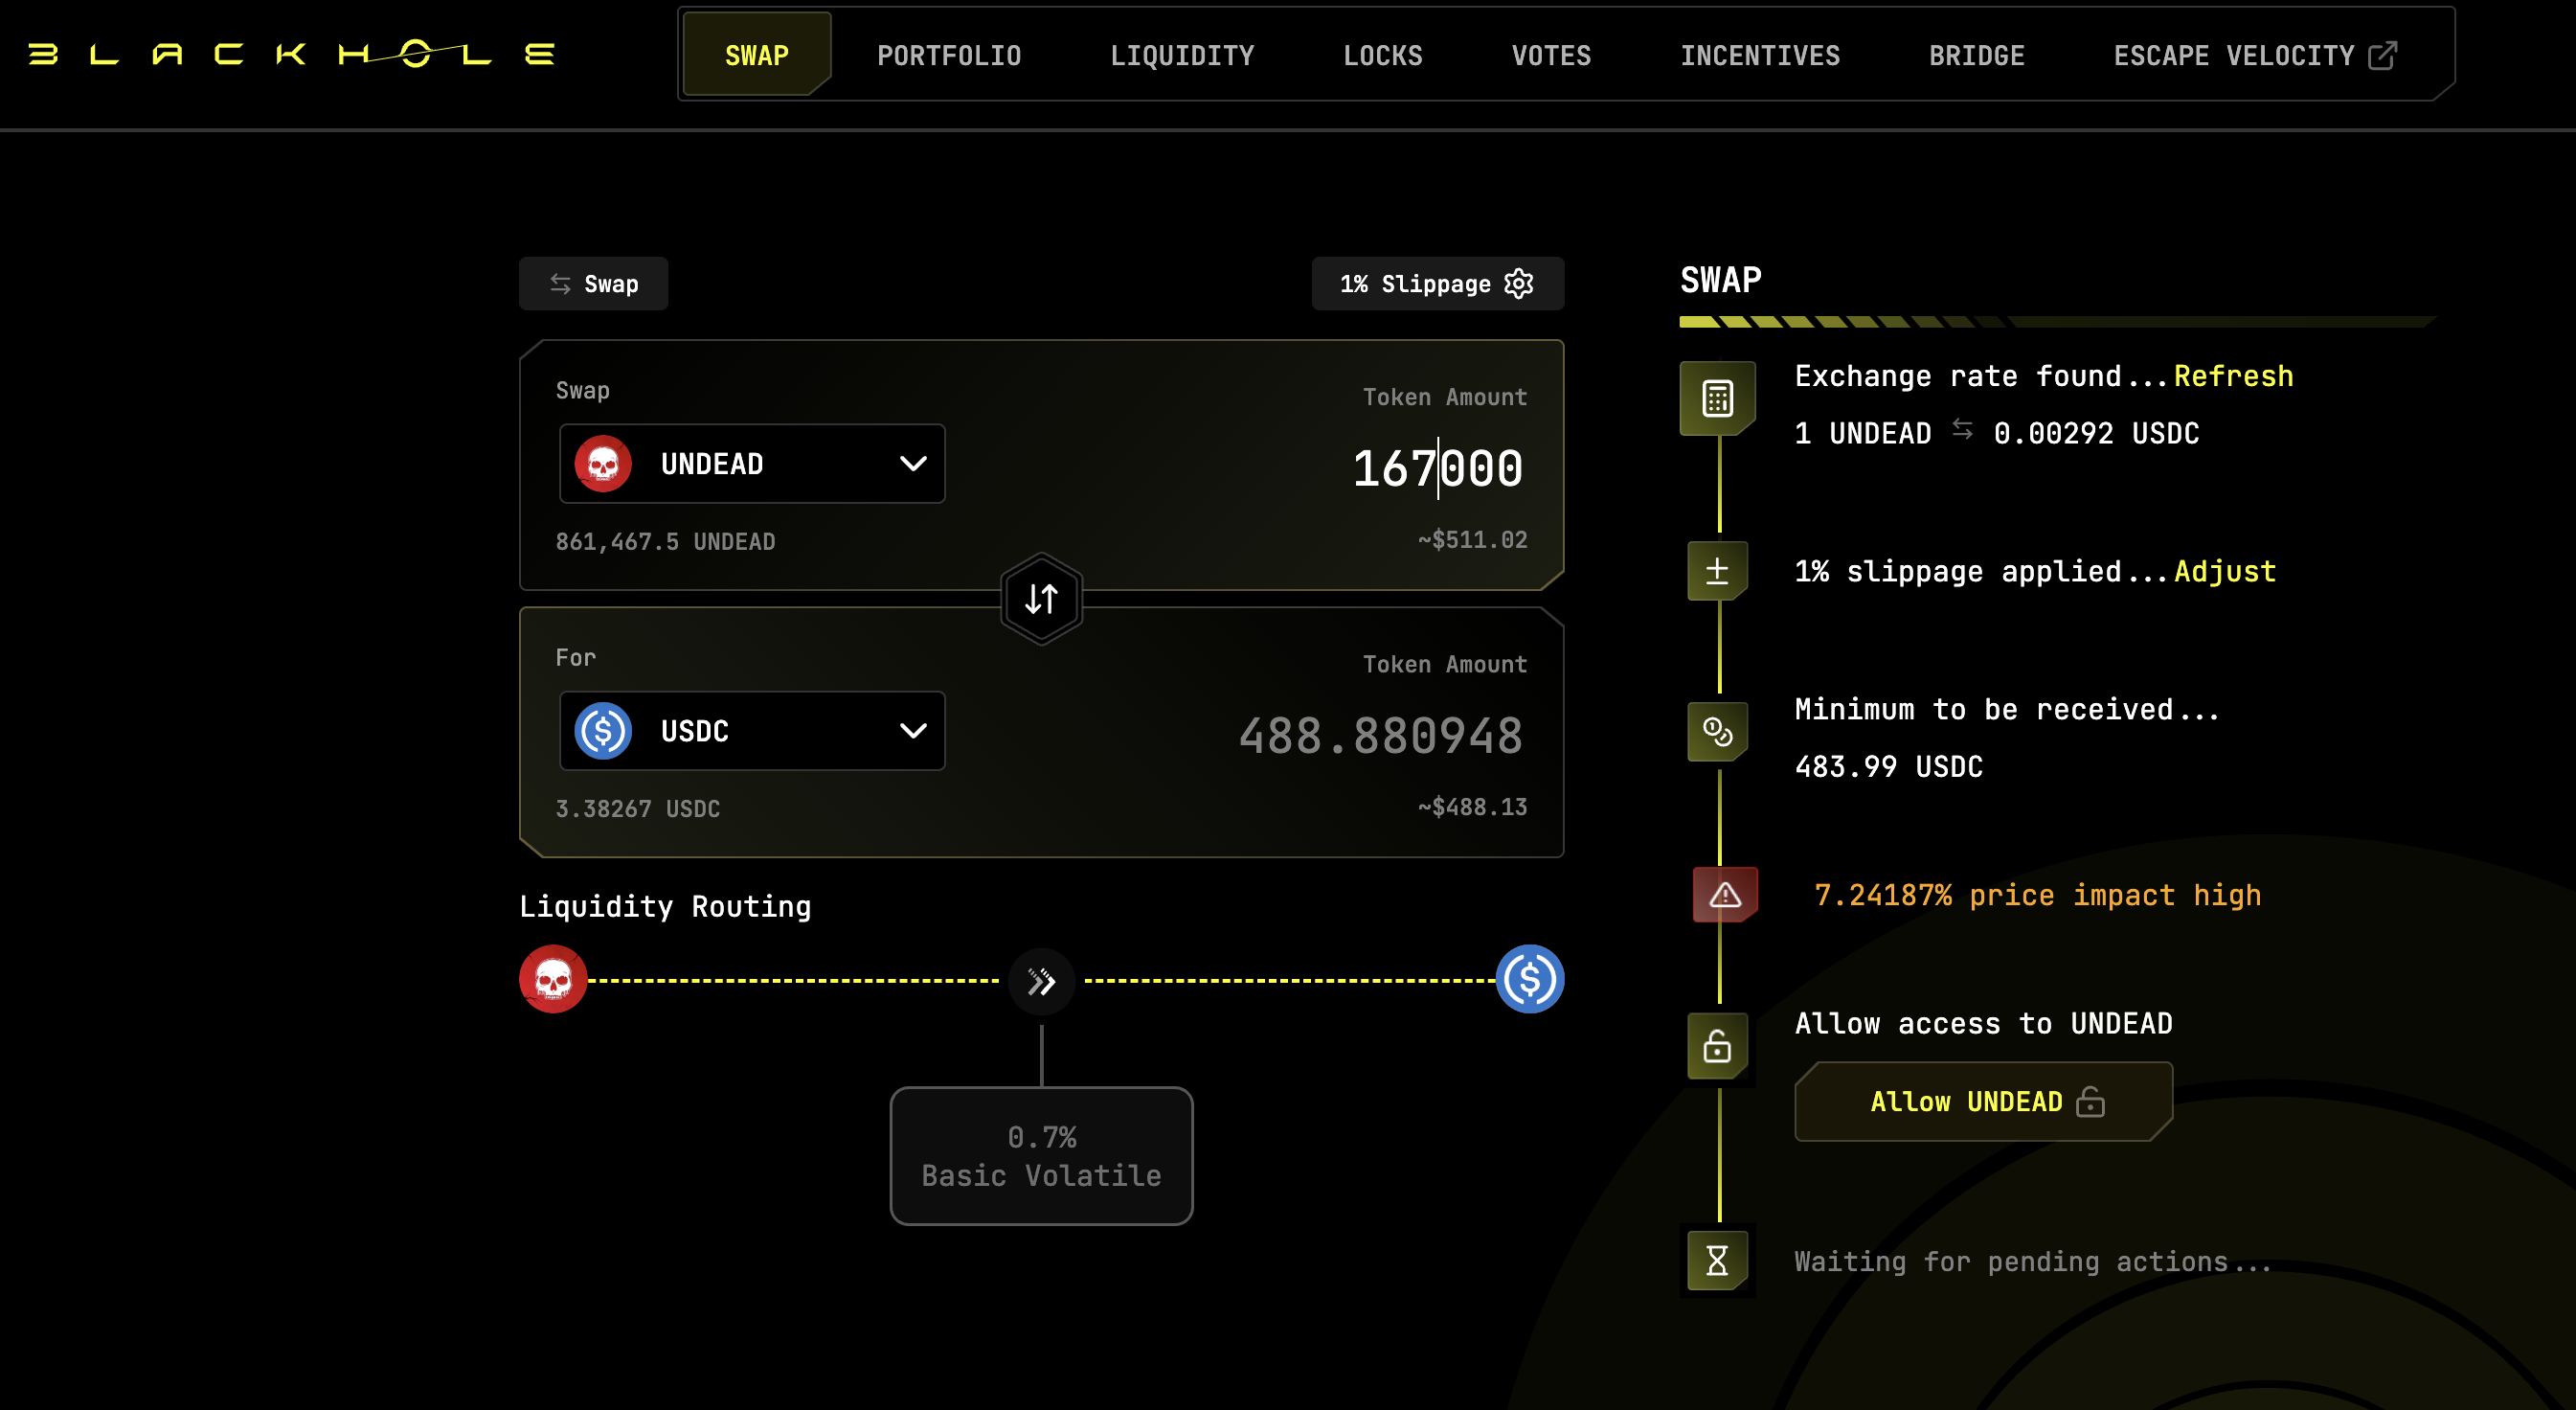 BLACKHOLE
SWAP
PORTFOLIO
LIQUIDITY
LOCKS
VOTES
INCENTIVES
BRIDGE
ESCAPE VELOCITY
Swap
1% Slippage
Swap
Token Amount
UNDEAD
167000
861,467.5 UNDEAD
~$511.02
For
Token Amount
USDC
488.880948
3.38267 USDC
~$488.13
Liquidity Routing
0.7%
Basic Volatile
SWAP
Exchange rate found...Refresh
1 UNDEAD ⇆ 0.00292 USDC
1% slippage applied...Adjust
Minimum to be received...
483.99 USDC
7.24187% price impact high
Allow access to UNDEAD
Allow UNDEAD
Waiting for pending actions...